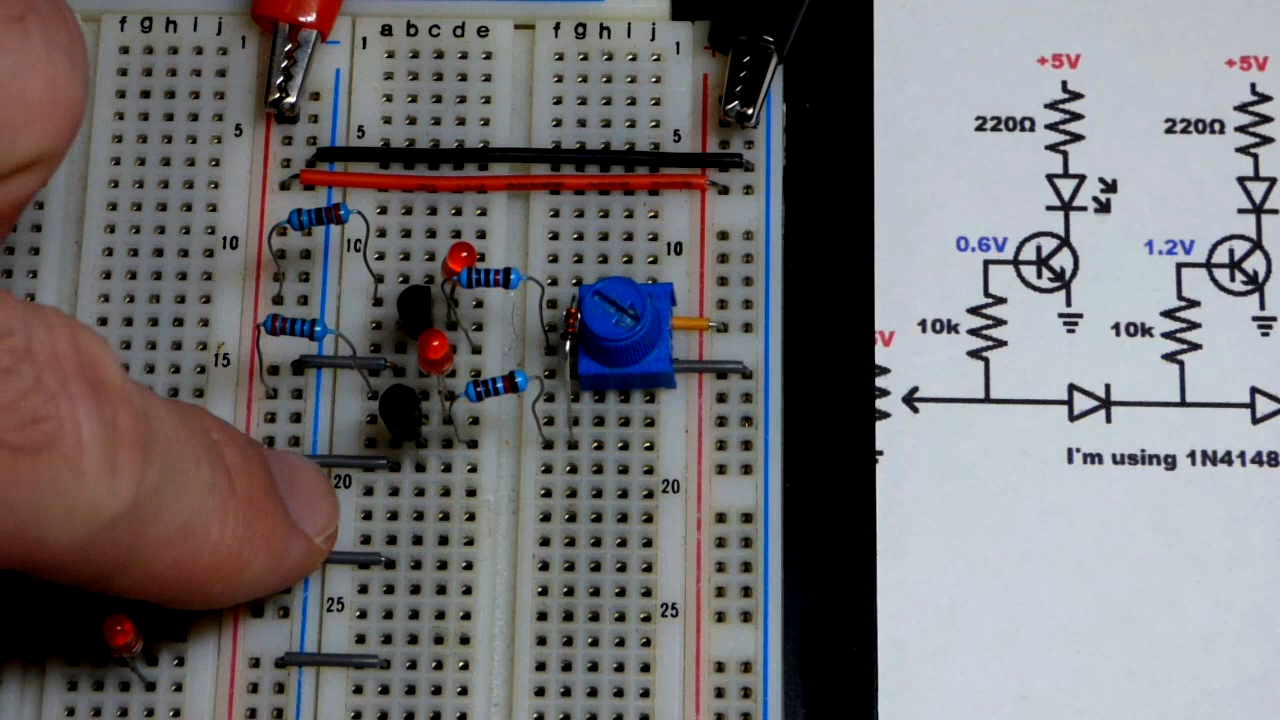 f g h i j
a b c d e
f g h i j
1
1
1
5
5
5
10
10
10
15
20
20
25
25
+5V +5V
220Ω 220Ω
0.6V 1.2V
10k 10k
I'm using 1N4148